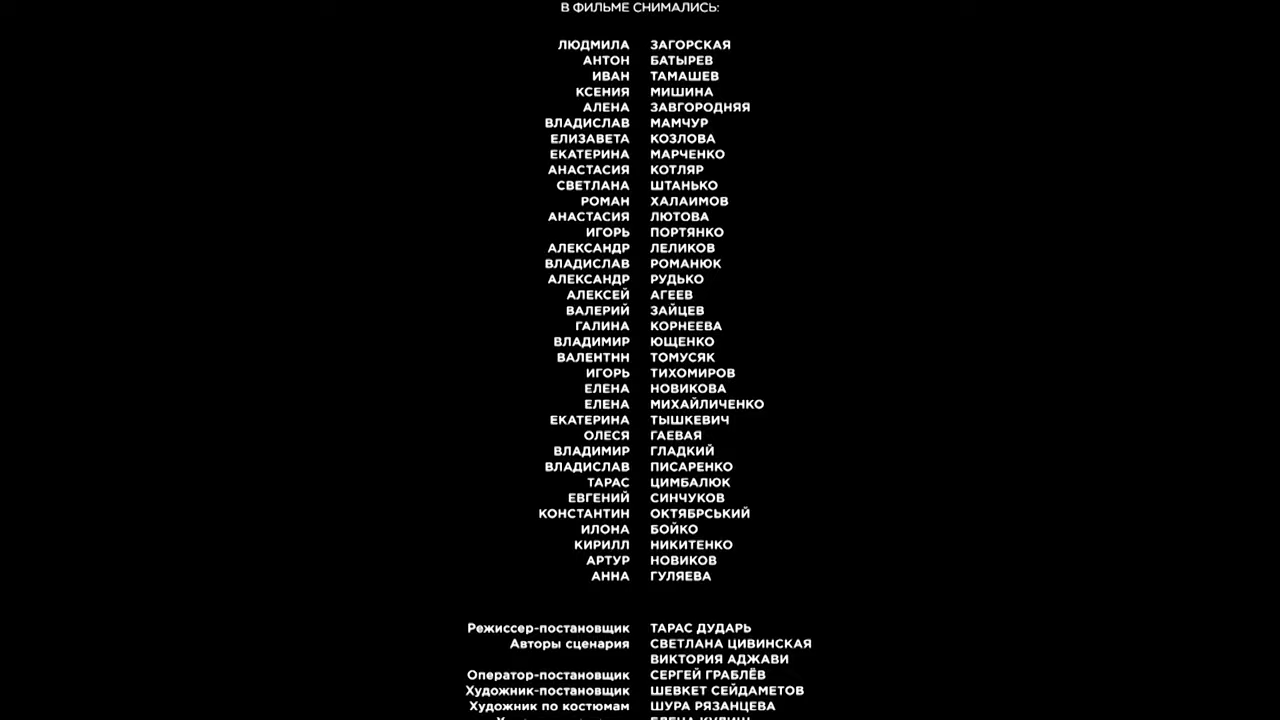 В ФИЛЬМЕ СНИМАЛИСЬ:
ЛЮДМИЛА ЗАГОРСКАЯ
АНТОН БАТЫРЕВ
ИВАН ТАМАШЕВ
КСЕНИЯ МИШИНА
АЛЕНА ЗАВГОРОДНЯЯ
ВЛАДИСЛАВ МАМЧУР
ЕЛИЗАВЕТА КОЗЛОВА
ЕКАТЕРИНА МАРЧЕНКО
АНАСТАСИЯ КОТЛЯР
СВЕТЛАНА ШТАНЬКО
РОМАН ХАЛАИМОВ
АНАСТАСИЯ ЛЮТОВА
ИГОРЬ ПОРТЯНКО
АЛЕКСАНДР ЛЕЛИКОВ
ВЛАДИСЛАВ РОМАНЮК
АЛЕКСАНДР РУДЬКО
АЛЕКСЕЙ АГЕЕВ
ВАЛЕРИЙ ЗАЙЦЕВ
ГАЛИНА КОРНЕЕВА
ВЛАДИМИР ЮЩЕНКО
ВАЛЕНТНН ТОМУСЯК
ИГОРЬ ТИХОМИРОВ
ЕЛЕНА НОВИКОВА
ЕЛЕНА МИХАЙЛИЧЕНКО
ЕКАТЕРИНА ТЫШКЕВИЧ
ОЛЕСЯ ГАЕВАЯ
ВЛАДИМИР ГЛАДКИЙ
ВЛАДИСЛАВ ПИСАРЕНКО
ТАРАС ЦИМБАЛЮК
ЕВГЕНИЙ СИНЧУКОВ
КОНСТАНТИН ОКТЯБРСЬКИЙ
ИЛОНА БОЙКО
КИРИЛЛ НИКИТЕНКО
АРТУР НОВИКОВ
АННА ГУЛЯЕВА
Режиссер-постановщик ТАРАС ДУДАРЬ
Авторы сценария СВЕТЛАНА ЦИВИНСКАЯ
ВИКТОРИЯ АДЖАВИ
Оператор-постановщик СЕРГЕЙ ГРАБЛЁВ
Художник-постановщик ШЕВКЕТ СЕЙДАМЕТОВ
Художник по костюмам ШУРА РЯЗАНЦЕВА
ЕЛЕНА КУЛИШ